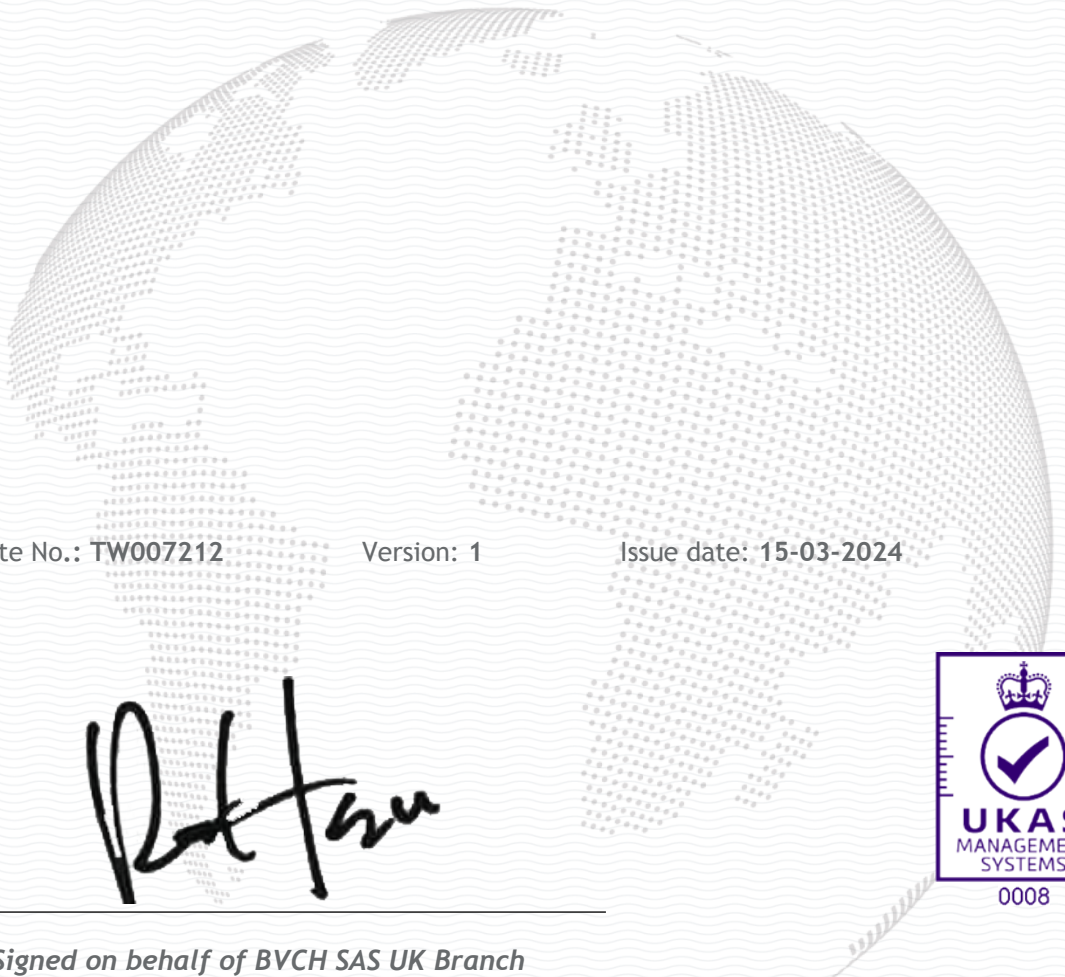 te No.: TW007212 Version: 1 Issue date: 15-03-2024
UKAS
MANAGEME
SYSTEMS
0008
Signed on behalf of BVCH SAS UK Branch